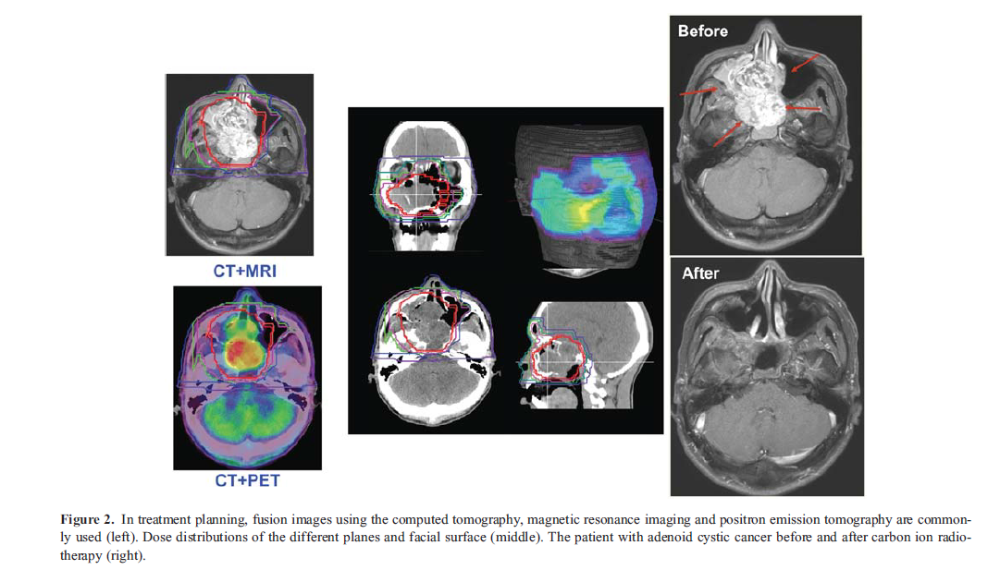 Before
CT+MRI
After
CT+PET
Figure 2. In treatment planning, fusion images using the computed tomography, magnetic resonance imaging and positron emission tomography are common-
ly used (left). Dose distributions of the different planes and facial surface (middle). The patient with adenoid cystic cancer before and after carbon ion radio-
therapy (right).